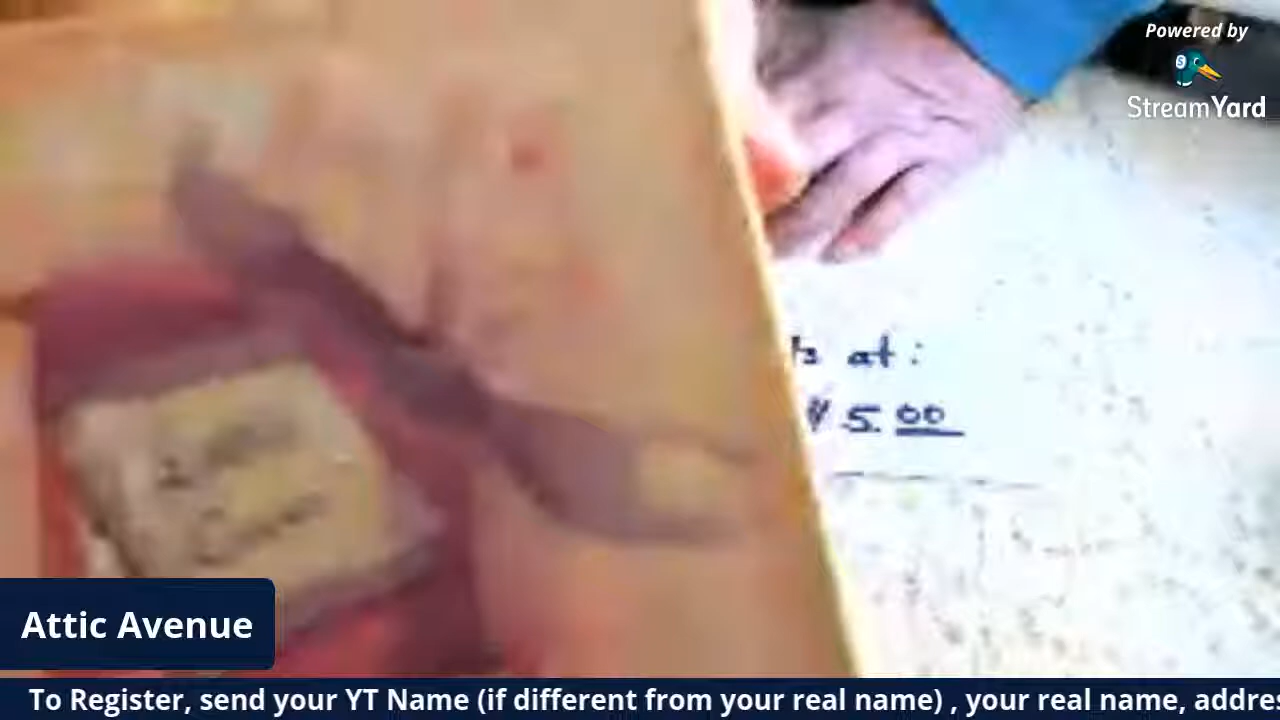 Powered by
StreamYard
at:
$5.00
Attic Avenue
To Register, send your YT Name (if different from your real name) , your real name, addres